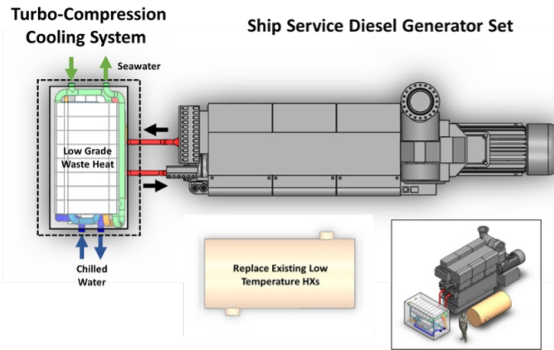 Turbo-Compression
Cooling System
Ship Service Diesel Generator Set
Seawater
Low Grade
Waste Heat
Chilled
Water
Replace Existing Low
Temperature HXs